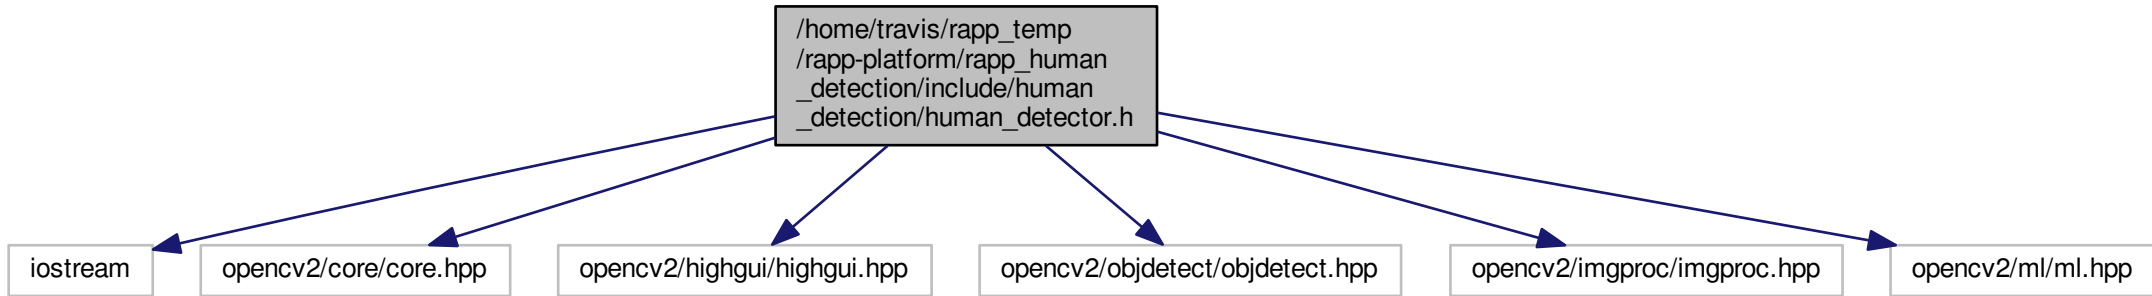 /home/travis/rapp_temp
/rapp-platform/rapp_human
_detection/include/human
_detection/human_detector.h
iostream
opencv2/core/core.hpp
opencv2/highgui/highgui.hpp
opencv2/objdetect/objdetect.hpp
opencv2/imgproc/imgproc.hpp
opencv2/ml/ml.hpp